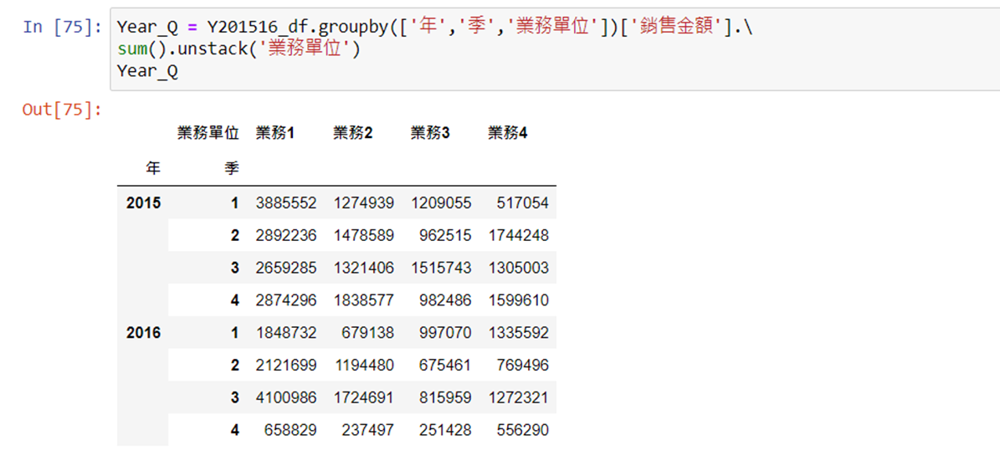 In [75]: Year_Q = Y201516_df.groupby(['年','季','業務單位'])['銷售金額'].\
sum().unstack('業務單位')
Year_Q
Out[75]:
業務單位 業務1 業務2 業務3 業務4
年 季
2015 1 3885552 1274939 1209055 517054
2 2892236 1478589 962515 1744248
3 2659285 1321406 1515743 1305003
4 2874296 1838577 982486 1599610
2016 1 1848732 679138 997070 1335592
2 2121699 1194480 675461 769496
3 4100986 1724691 815959 1272321
4 658829 237497 251428 556290